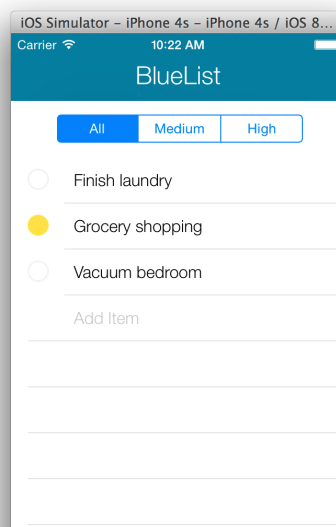 iOS Simulator – iPhone 4s – iPhone 4s / iOS 8...
Carrier 10:22 AM
BlueList
All Medium High
Finish laundry
Grocery shopping
Vacuum bedroom
Add Item